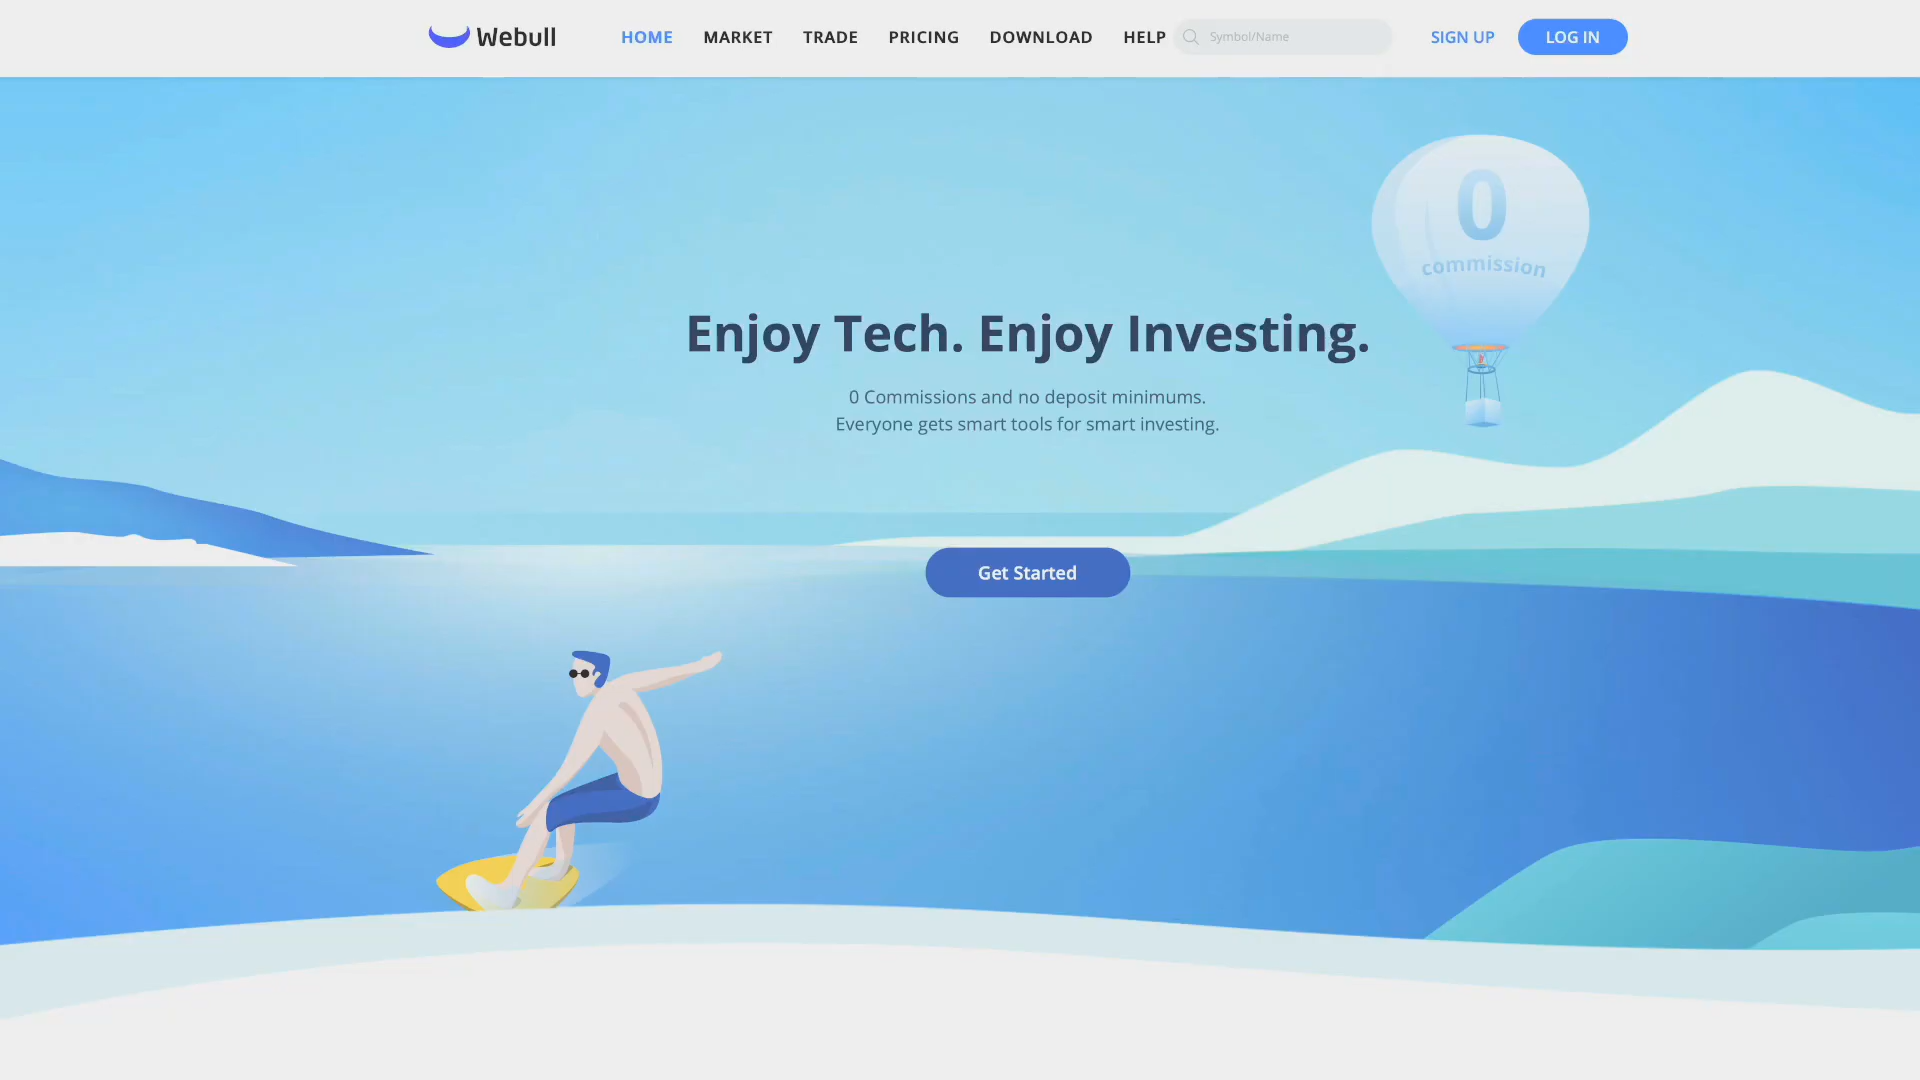 Webull
HOME MARKET TRADE PRICING DOWNLOAD HELP Symbol/Name SIGN UP LOG IN
0
commission
Enjoy Tech. Enjoy Investing.
0 Commissions and no deposit minimums.
Everyone gets smart tools for smart investing.
Get Started